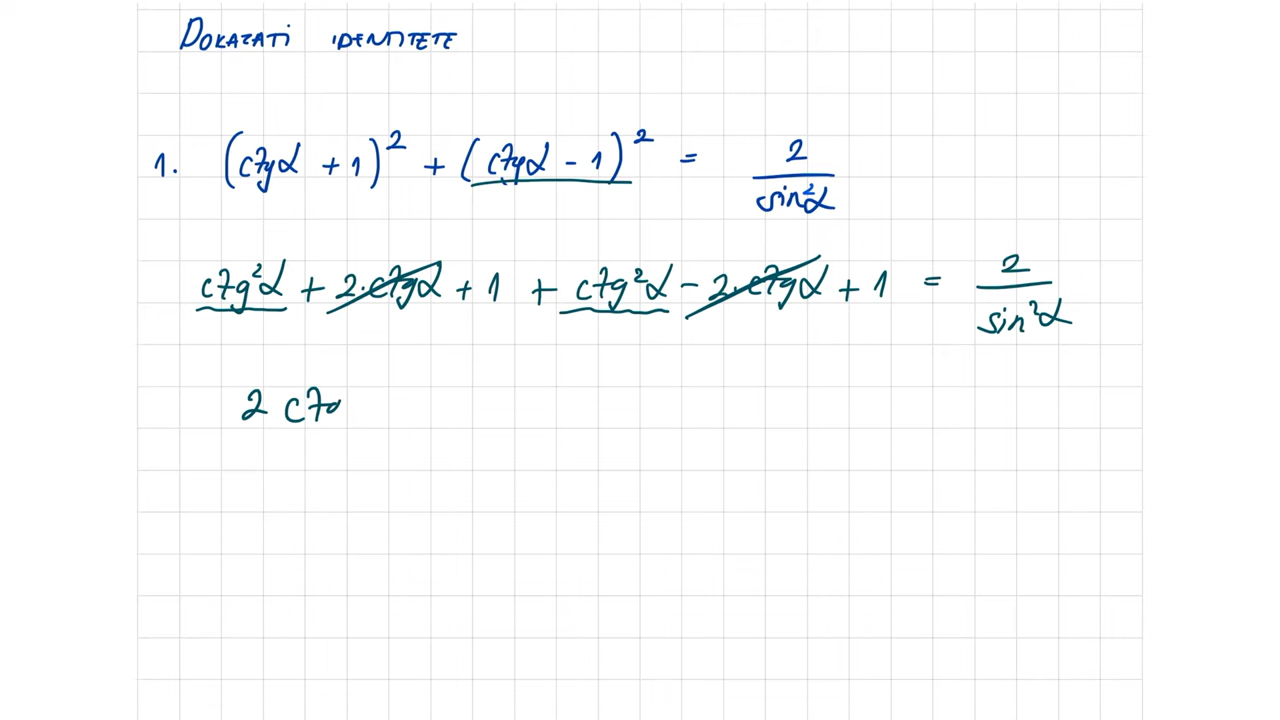 DOKAZATI IDENTITETE
1. (ctgα + 1)² + (ctgα - 1)² = 2/sin²α
ctg²α + 2·ctgα + 1 + ctg²α - 2·ctgα + 1 = 2/sin²α
2 ctg